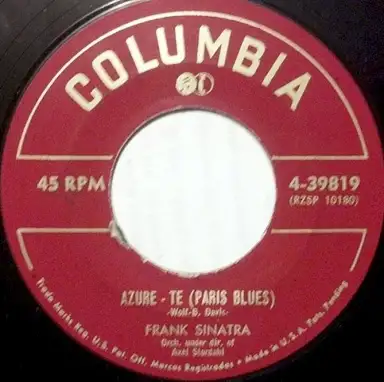 COLUMBIA
45 RPM
4-39819
(RZSP 10180)
AZURE - TE (PARIS BLUES)
-Wolf-B. Davis-
FRANK SINATRA
Orch. under dir. of
Axel Stordahl
Trade Marks Reg. U.S. Pat. Off. Marcas Registradas • Made in U.S.A. Pats. Pending